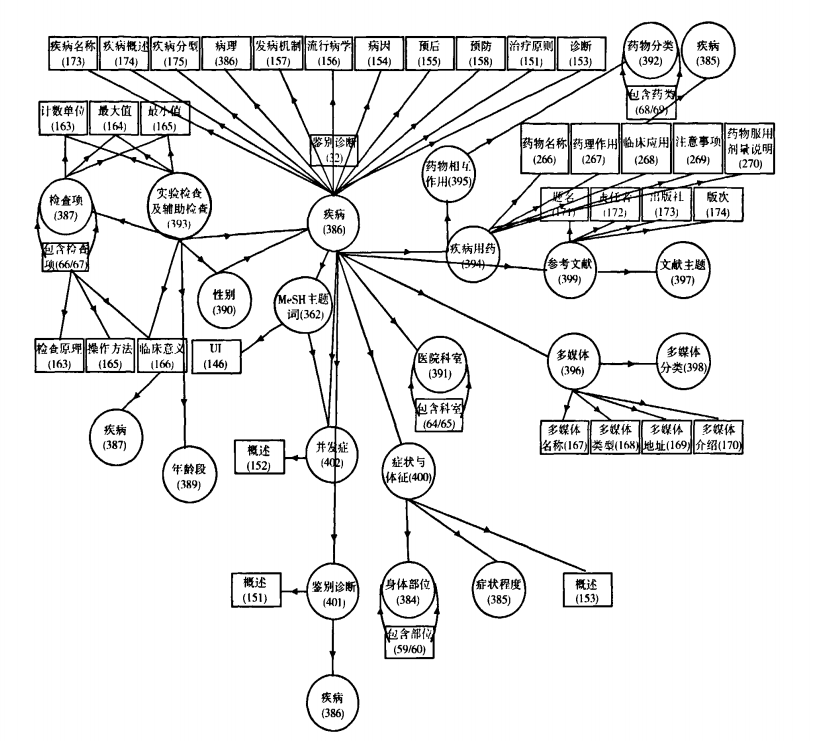 疾病名称 疾病概述 疾病分型 病理 发病机制 流行病学 病因 预后 预防 治疗原则 诊断
(173) (174) (175) (386) (157) (156) (154) (155) (158) (151) (153)
药物分类 疾病
(392) (385)
包含药类
(68/69)
计数单位 最大值 最小值
(163) (164) (165)
鉴别诊断
(32)
药物相互
作用(395)
药物名称 药理作用 临床应用 注意事项 药物服用
剂量说明
(266) (267) (268) (269) (270)
检查项
(387)
实验检查
及辅助检查
(393)
疾病
(386)
题名 责任者 出版社 版次
(171) (172) (173) (174)
包含检查
项(66/67)
疾病用药
(394)
参考文献
(399)
文献主题
(397)
性别
(390)
MeSH主题
词(362)
检查原理 操作方法 临床意义
(163) (165) (166)
UI
(146)
医院科室
(391)
多媒体
(396)
多媒体
分类(398)
包含科室
(64/65)
疾病
(387)
年龄段
(389)
概述
(152)
并发症
(402)
症状与
体征(400)
多媒体 多媒体 多媒体 多媒体
名称(167) 类型(168) 地址(169) 介绍(170)
概述
(151)
鉴别诊断
(401)
身体部位
(384)
症状程度
(385)
概述
(153)
包含部位
(59/60)
疾病
(386)